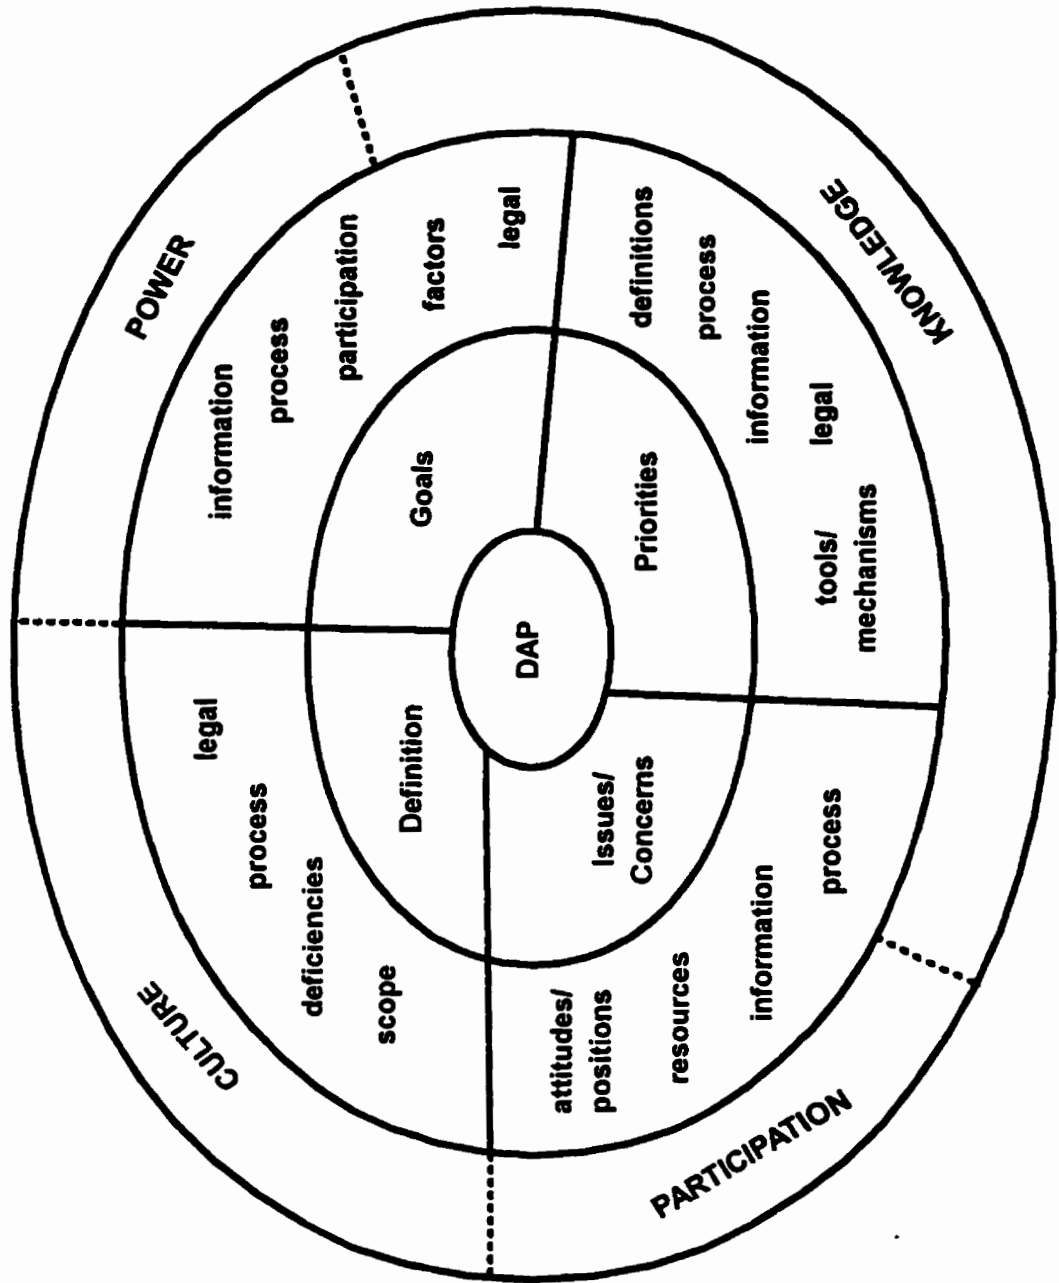 CULTURE
legal
process
deficiencies
scope
Definition
POWER
information
process
participation
factors
legal
Goals
DAP
Issues/
Concerns
attitudes/
positions
resources
information
process
PARTICIPATION
Priorities
definitions
process
information
legal
tools/
mechanisms
KNOWLEDGE